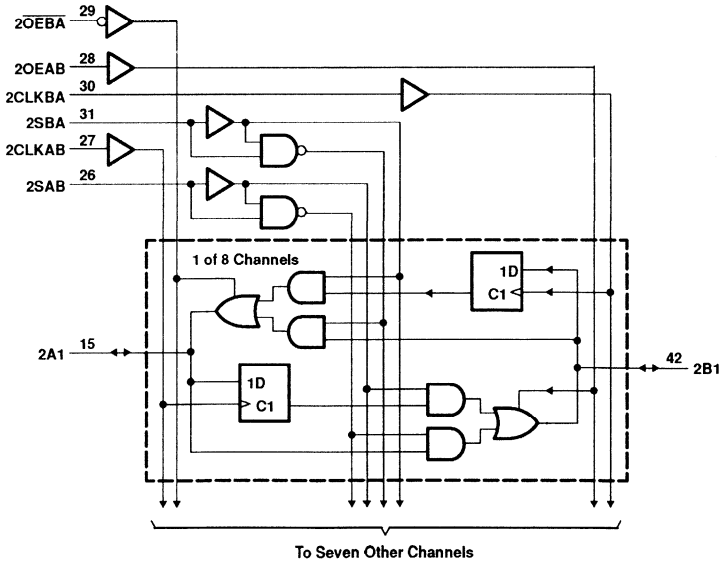 2O̅E̅B̅A̅ 29
2OEAB 28
2CLKBA 30
2SBA 31
2CLKAB 27
2SAB 26
1 of 8 Channels
1D
C1
2A1 15
42 2B1
1D
C1
To Seven Other Channels